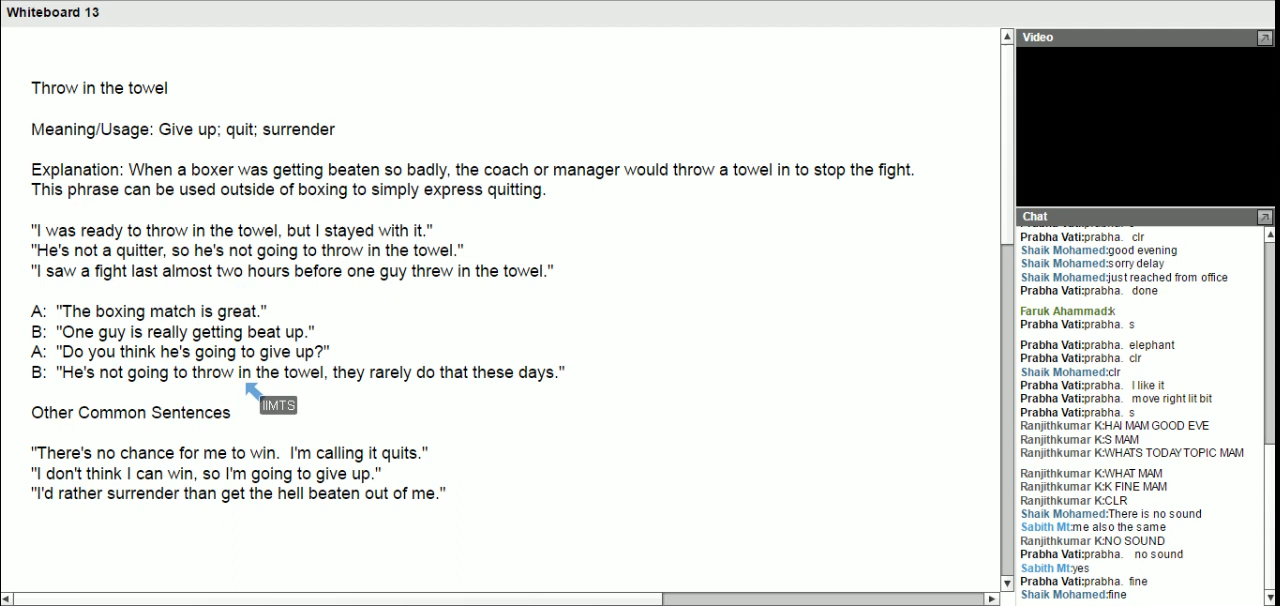 Whiteboard 13
Throw in the towel
Meaning/Usage: Give up; quit; surrender
Explanation: When a boxer was getting beaten so badly, the coach or manager would throw a towel in to stop the fight.
This phrase can be used outside of boxing to simply express quitting.
"I was ready to throw in the towel, but I stayed with it."
"He's not a quitter, so he's not going to throw in the towel."
"I saw a fight last almost two hours before one guy threw in the towel."
A: "The boxing match is great."
B: "One guy is really getting beat up."
A: "Do you think he's going to give up?"
B: "He's not going to throw in the towel, they rarely do that these days."
IIMTS
Other Common Sentences
"There's no chance for me to win. I'm calling it quits."
"I don't think I can win, so I'm going to give up."
"I'd rather surrender than get the hell beaten out of me."
Video
Chat
Prabha Vati:prabha. clr
Shaik Mohamed:good evening
Shaik Mohamed:sorry delay
Shaik Mohamed:just reached from office
Prabha Vati:prabha. done
Faruk Ahammad:k
Prabha Vati:prabha. s
Prabha Vati:prabha. elephant
Prabha Vati:prabha. clr
Shaik Mohamed:clr
Prabha Vati:prabha. I like it
Prabha Vati:prabha. move right lit bit
Prabha Vati:prabha. s
Ranjithkumar K:HAI MAM GOOD EVE
Ranjithkumar K:S MAM
Ranjithkumar K:WHATS TODAY TOPIC MAM
Ranjithkumar K:WHAT MAM
Ranjithkumar K:K FINE MAM
Ranjithkumar K:CLR
Shaik Mohamed:There is no sound
Sabith Mt:me also the same
Ranjithkumar K:NO SOUND
Prabha Vati:prabha. no sound
Sabith Mt:yes
Prabha Vati:prabha. fine
Shaik Mohamed:fine